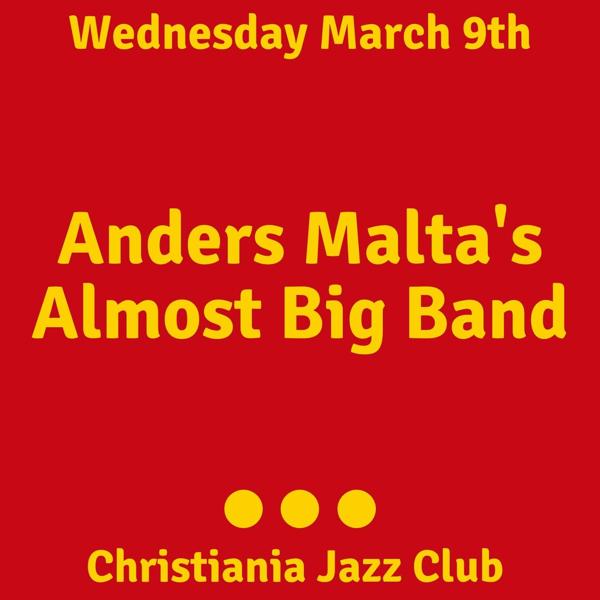 Wednesday March 9th
Anders Malta's
Almost Big Band
Christiania Jazz Club